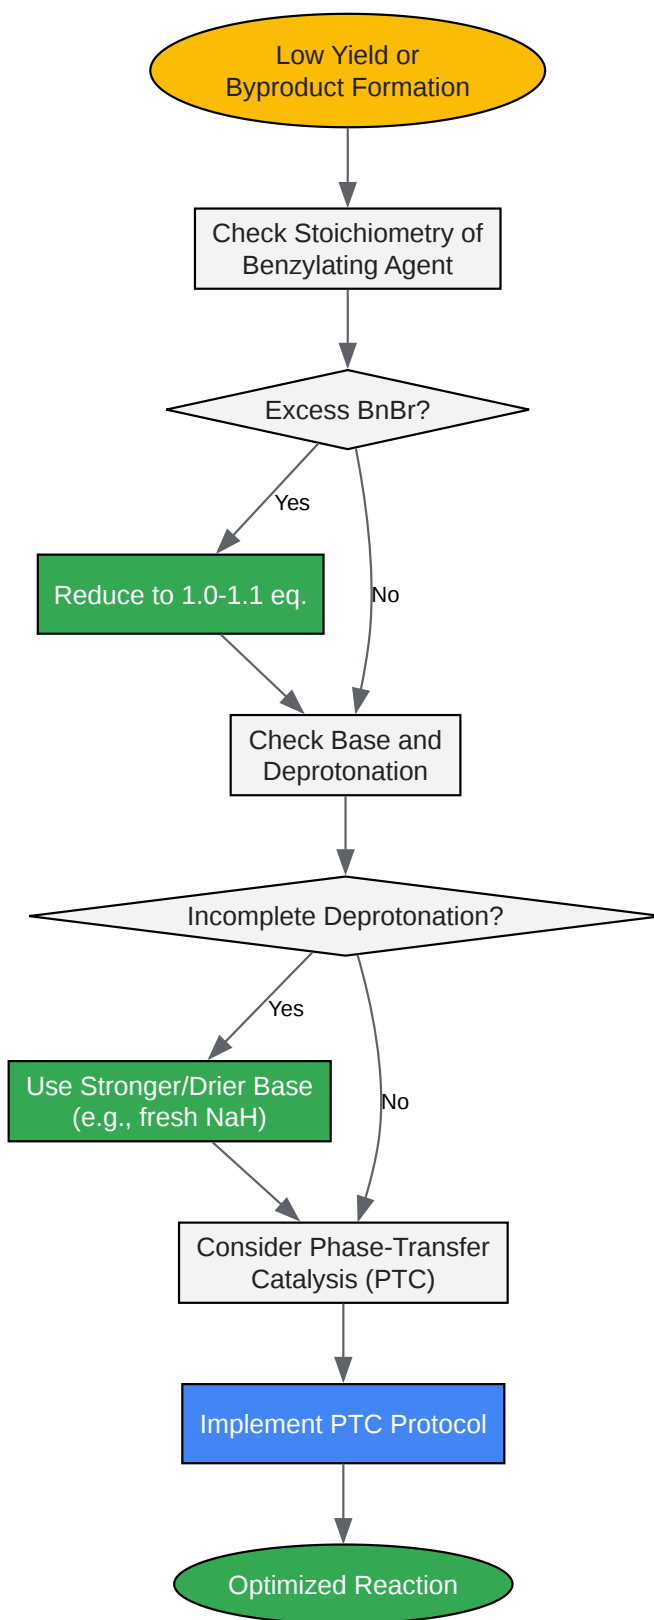 Low Yield or
Byproduct Formation
Check Stoichiometry of
Benzylating Agent
Excess BnBr?
Yes
Reduce to 1.0-1.1 eq.
No
Check Base and
Deprotonation
Incomplete Deprotonation?
Yes
Use Stronger/Drier Base
(e.g., fresh NaH)
No
Consider Phase-Transfer
Catalysis (PTC)
Implement PTC Protocol
Optimized Reaction